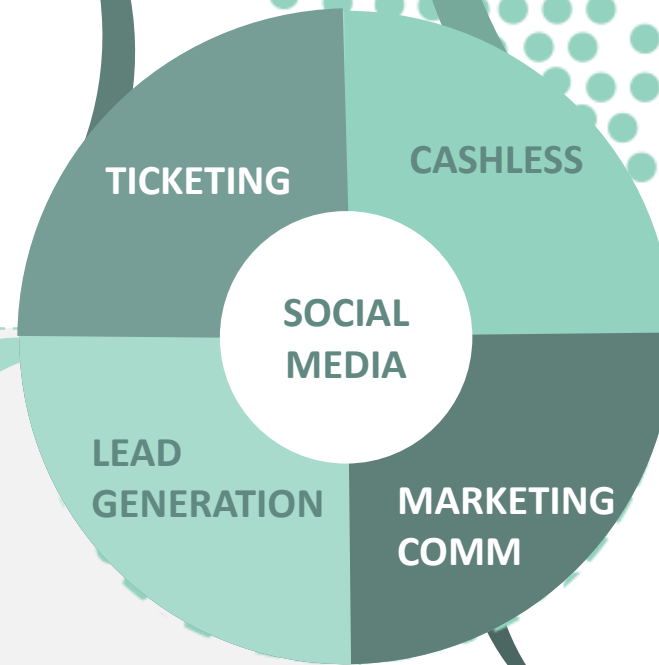 TICKETING
CASHLESS
SOCIAL
MEDIA
LEAD
GENERATION
MARKETING
COMM